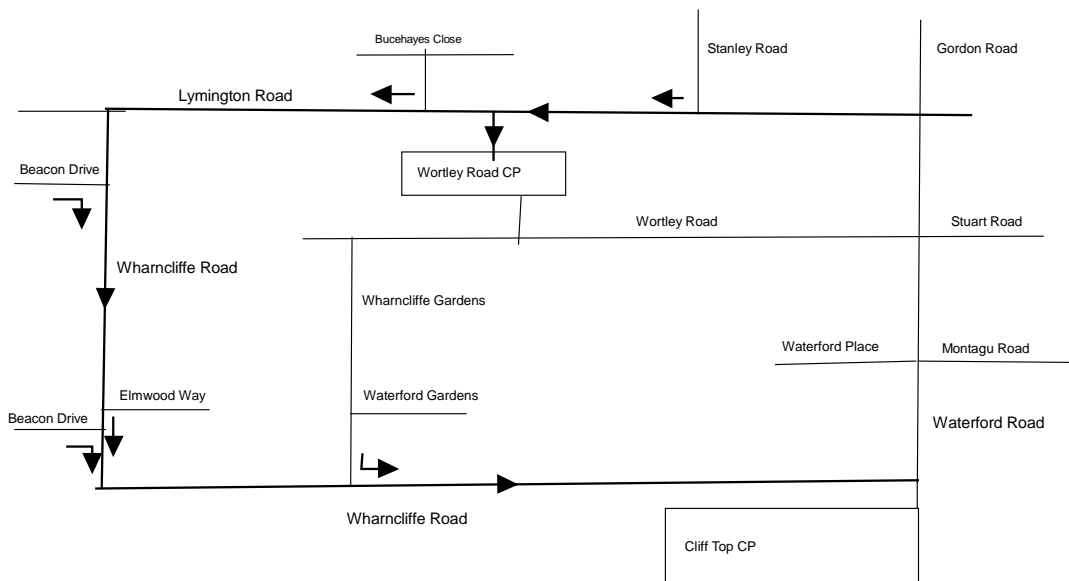 Bucehayes Close
Stanley Road
Gordon Road
Lymington Road
Beacon Drive
Wortley Road CP
Wortley Road
Stuart Road
Wharncliffe Road
Wharncliffe Gardens
Waterford Place
Montagu Road
Elmwood Way
Waterford Gardens
Beacon Drive
Waterford Road
Wharncliffe Road
Cliff Top CP